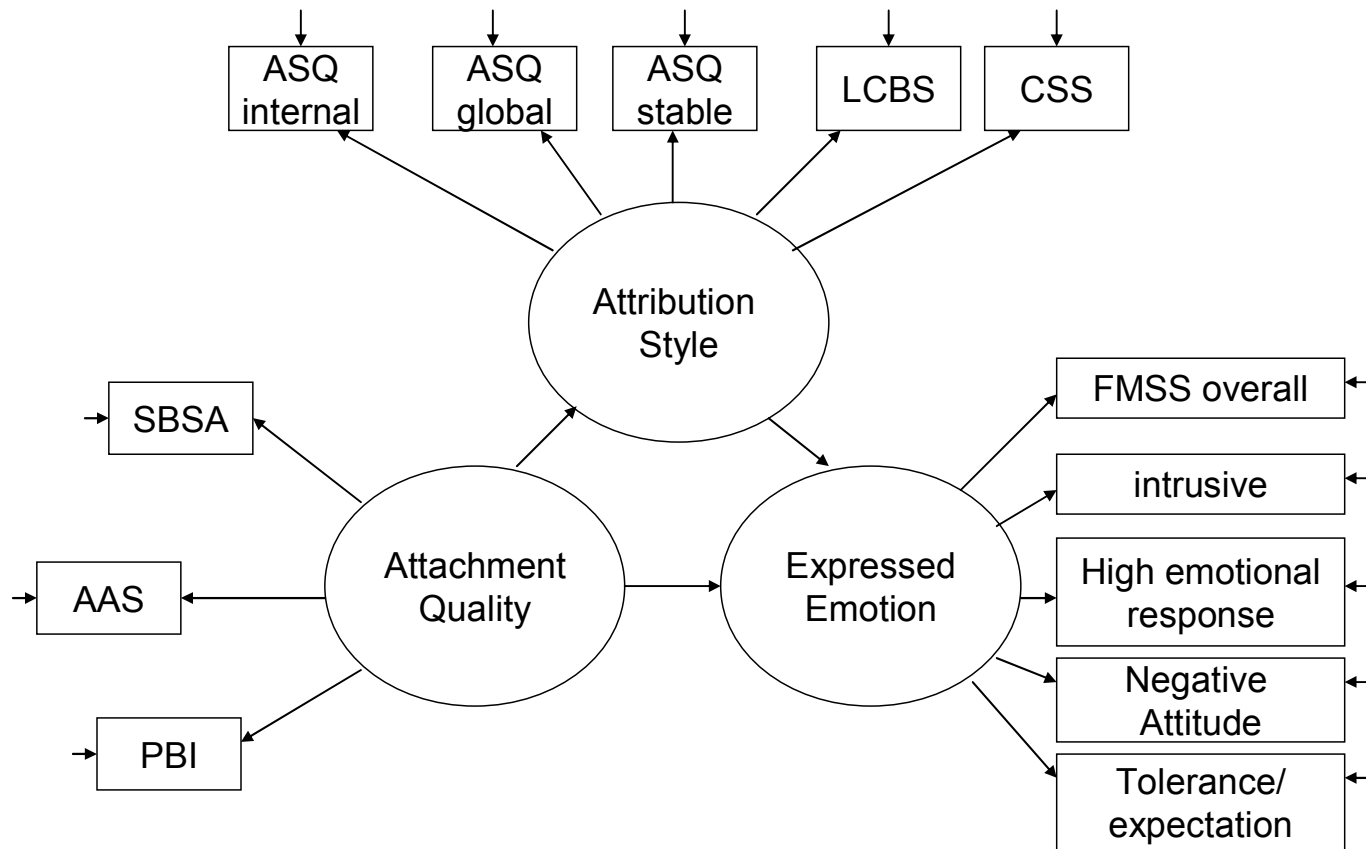 ASQ
internal
ASQ
global
ASQ
stable
LCBS
CSS
Attribution
Style
SBSA
AAS
PBI
Attachment
Quality
Expressed
Emotion
FMSS overall
intrusive
High emotional
response
Negative
Attitude
Tolerance/
expectation